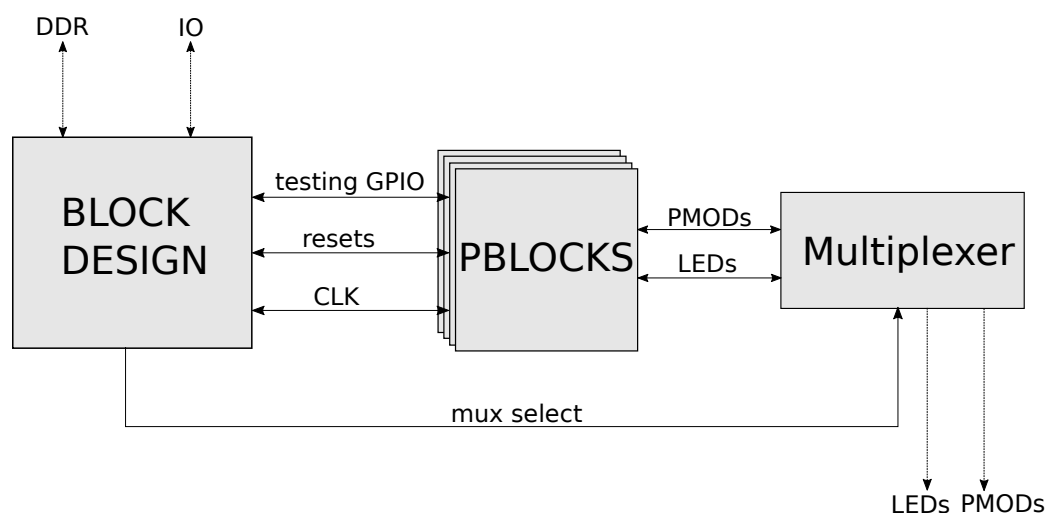 DDR
IO
BLOCK
DESIGN
testing GPIO
resets
CLK
PBLOCKS
PMODs
LEDs
Multiplexer
mux select
LEDs
PMODs